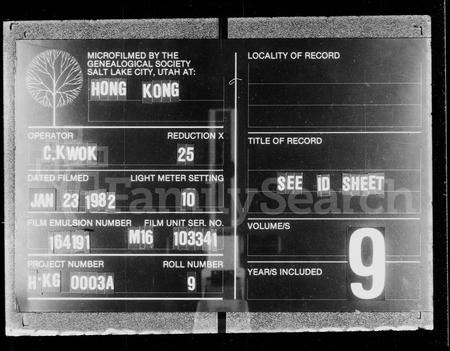 MICROFILMED BY THE
GENEALOGICAL SOCIETY
SALT LAKE CITY, UTAH AT:
HONG KONG
OPERATOR REDUCTION X
C.KWOK 25
DATED FILMED LIGHT METER SETTING
JAN 23 1982 10
FILM EMULSION NUMBER FILM UNIT SER. NO.
164191 M16 103341
PROJECT NUMBER ROLL NUMBER
H-KG 0003A 9
LOCALITY OF RECORD
TITLE OF RECORD
SEE ID SHEET
VOLUME/S
9
YEAR/S INCLUDED
FamilySearch